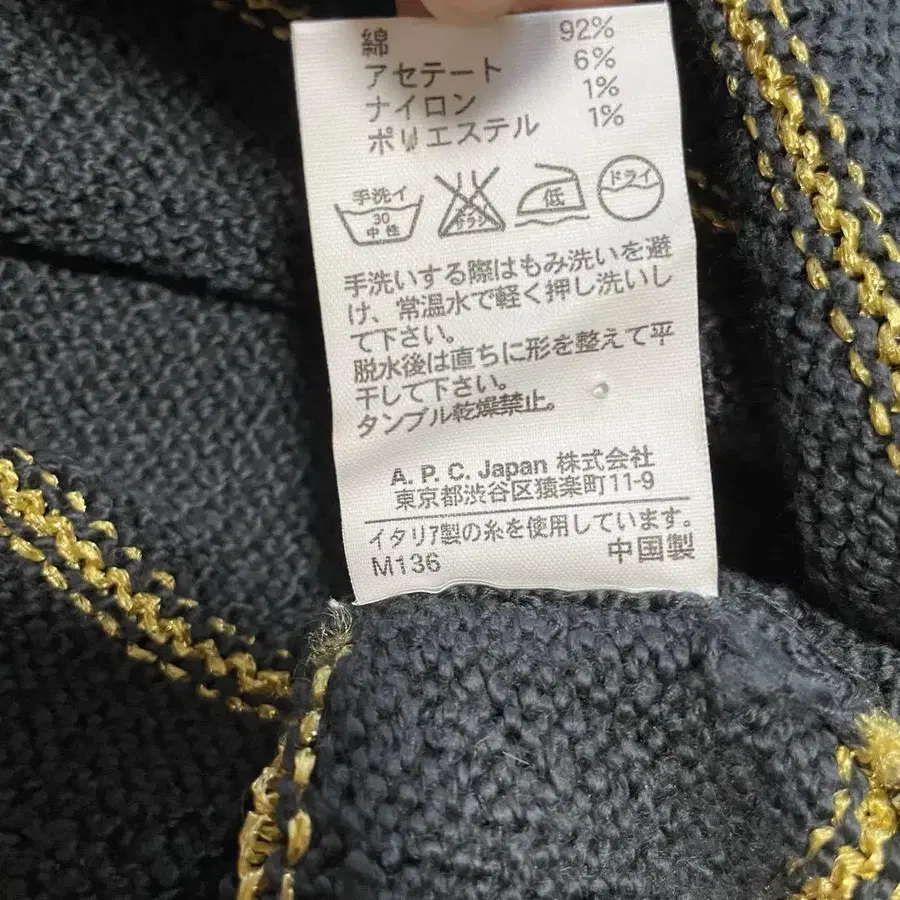 綿 92%
アセテート 6%
ナイロン 1%
ポリエステル 1%
手洗イ 30 中性 エンソサラシ 低 ドライ
手洗いする際はもみ洗いを避
け、常温水で軽く押し洗いし
て下さい。
脱水後は直ちに形を整えて平
干して下さい。
タンブル乾燥禁止。
A. P. C. Japan 株式会社
東京都渋谷区猿楽町11-9
イタリア製の糸を使用しています。
M136 中国製